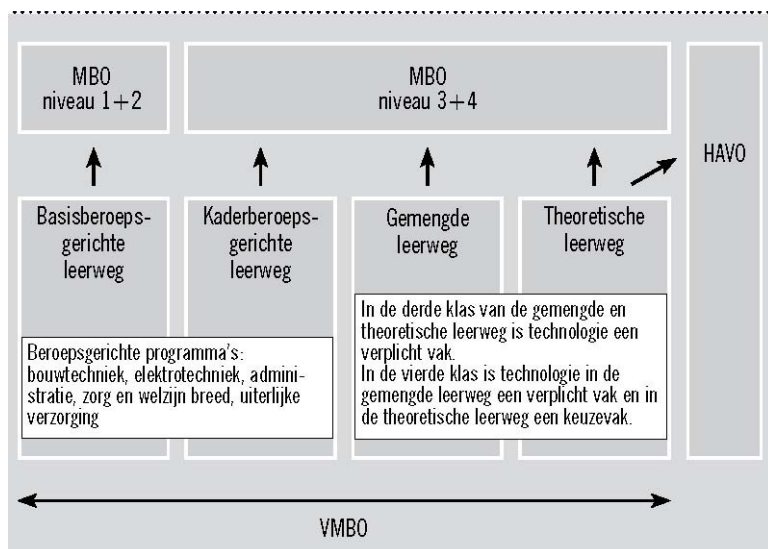 MBO
niveau 1+2
MBO
niveau 3+4
HAVO
Basisberoeps-
gerichte
leerweg
Kaderberoeps-
gerichte
leerweg
Gemengde
leerweg
Theoretische
leerweg
Beroepsgerichte programma's:
bouwtechniek, elektrotechniek, admini-
stratie, zorg en welzijn breed, uiterlijke
verzorging
In de derde klas van de gemengde en
theoretische leerweg is technologie een
verplicht vak.
In de vierde klas is technologie in de
gemengde leerweg een verplicht vak en in
de theoretische leerweg een keuzevak.
VMBO